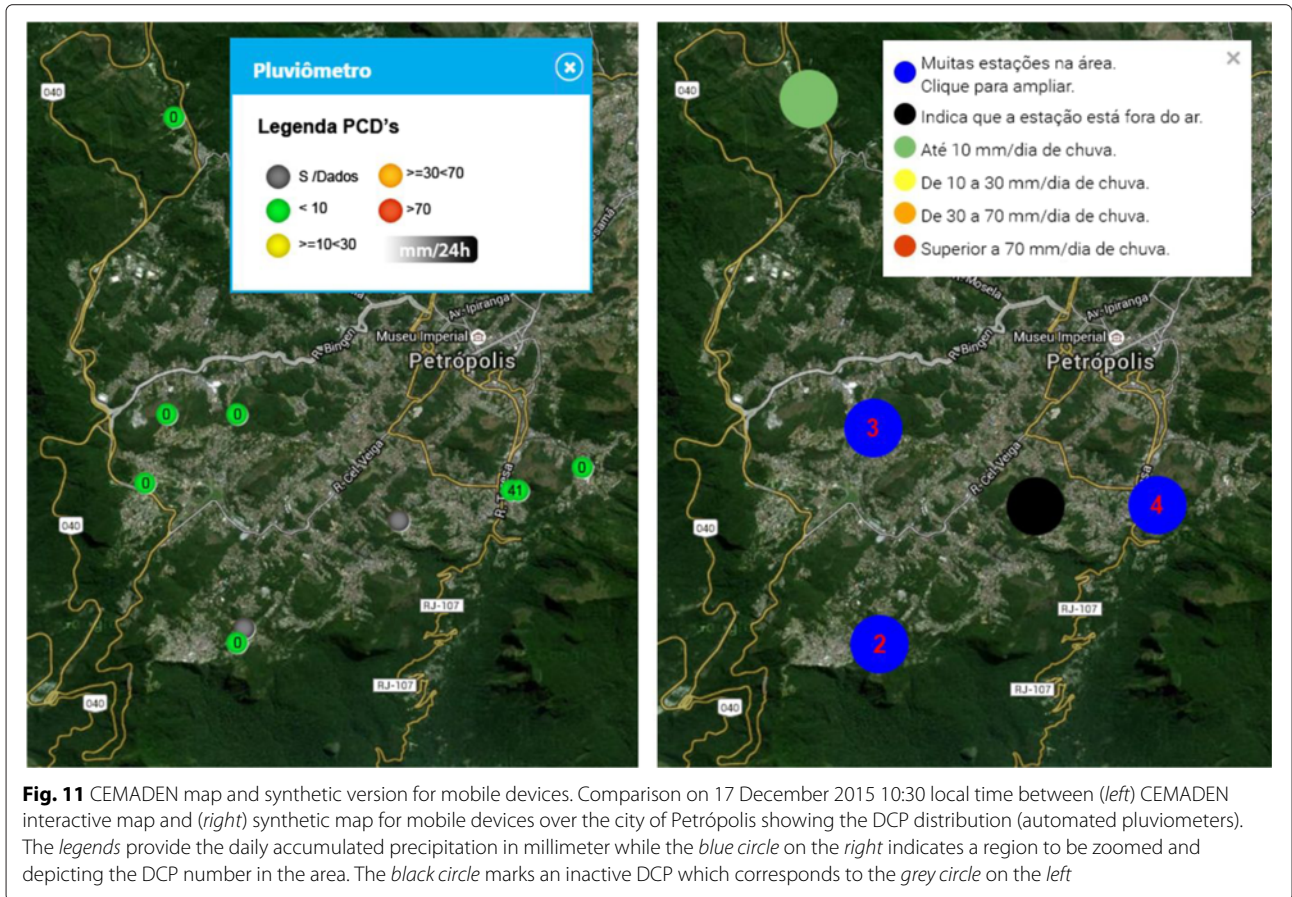 Pluviômetro
Legenda PCD's
S /Dados
>=30<70
< 10
>70
>=10<30
mm/24h
040
0
Av-Ipiranga
Museu Imperial
R. Bingen
Petrópolis
0
0
R. Cel. Veiga
0
0
41
040
RJ-107
0
RJ-107
040
Muitas estações na área.
Clique para ampliar.
Indica que a estação está fora do ar.
Até 10 mm/dia de chuva.
De 10 a 30 mm/dia de chuva.
De 30 a 70 mm/dia de chuva.
Superior a 70 mm/dia de chuva.
040
R. Mosela
Av-Ipiranga
Museu Imperial
R. Bingen
Petrópolis
3
R. Cel. Veiga
4
040
RJ-107
2
RJ-107
040
Fig. 11 CEMADEN map and synthetic version for mobile devices. Comparison on 17 December 2015 10:30 local time between (left) CEMADEN
interactive map and (right) synthetic map for mobile devices over the city of Petrópolis showing the DCP distribution (automated pluviometers).
The legends provide the daily accumulated precipitation in millimeter while the blue circle on the right indicates a region to be zoomed and
depicting the DCP number in the area. The black circle marks an inactive DCP which corresponds to the grey circle on the left